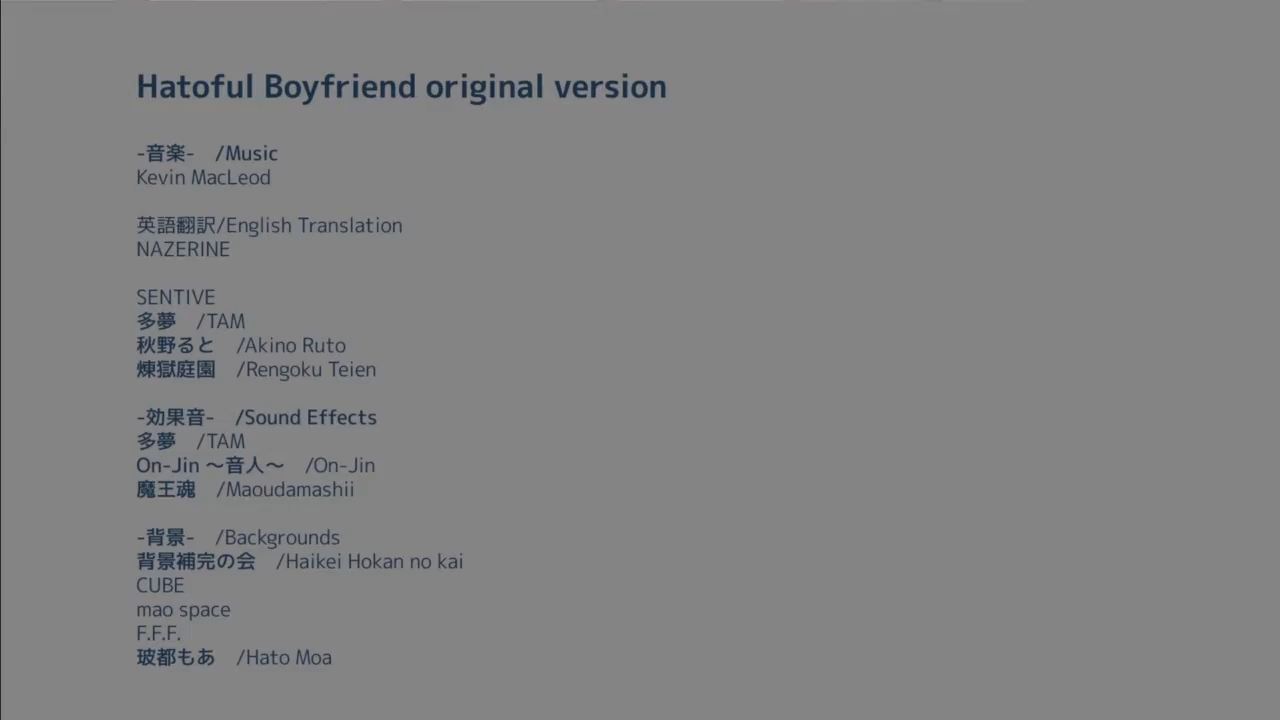 Hatoful Boyfriend original version
-音楽-　/Music
Kevin MacLeod
英語翻訳/English Translation
NAZERINE
SENTIVE
多夢　/TAM
秋野ると　/Akino Ruto
煉獄庭園　/Rengoku Teien
-効果音-　/Sound Effects
多夢　/TAM
On-Jin ～音人～　/On-Jin
魔王魂　/Maoudamashii
-背景-　/Backgrounds
背景補完の会　/Haikei Hokan no kai
CUBE
mao space
F.F.F.
玻都もあ　/Hato Moa